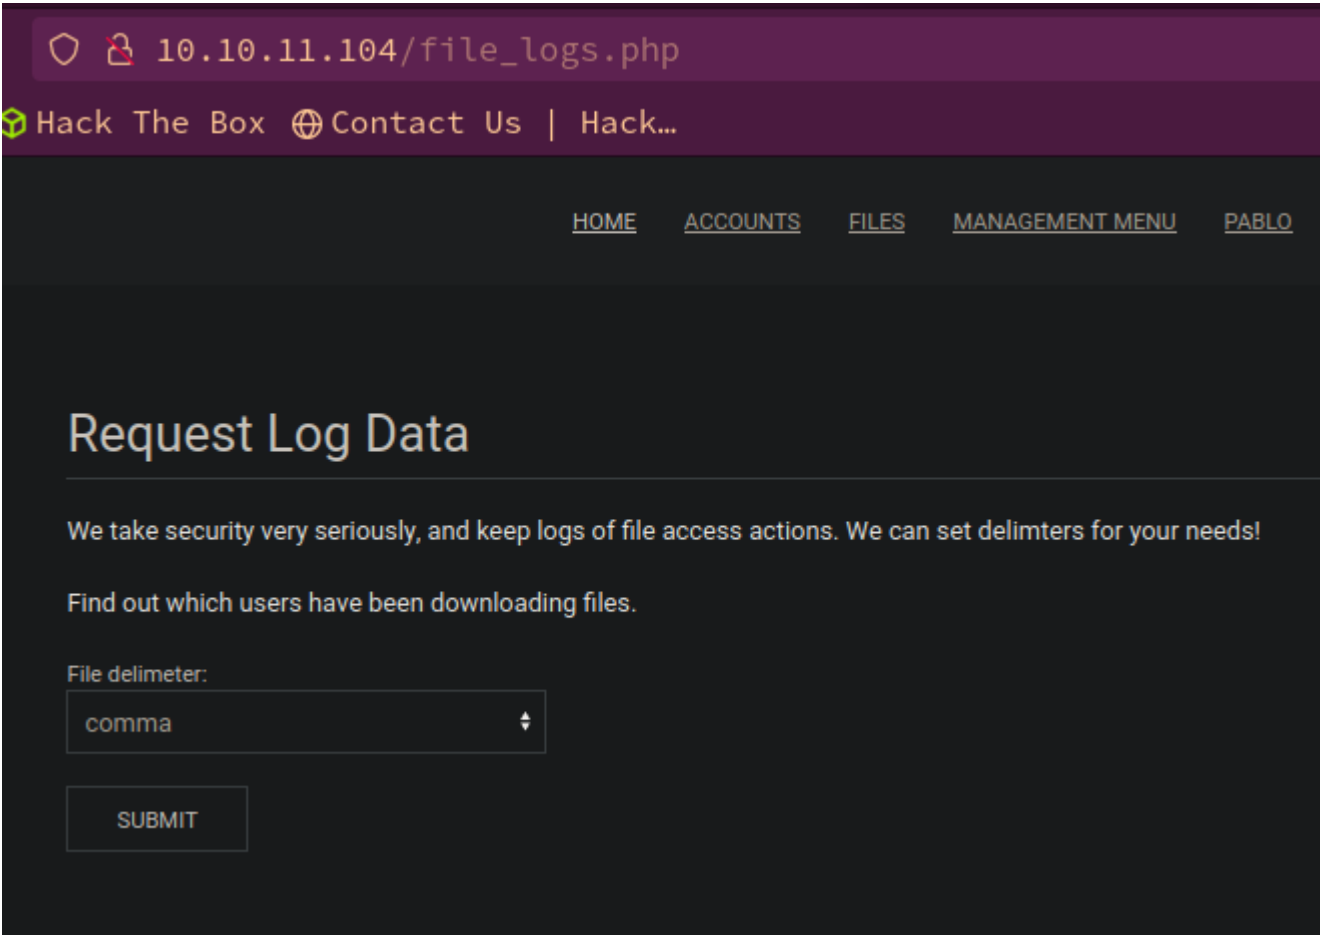 10.10.11.104/file_logs.php
Hack The Box Contact Us | Hack…
HOME ACCOUNTS FILES MANAGEMENT MENU PABLO
Request Log Data
We take security very seriously, and keep logs of file access actions. We can set delimters for your needs!
Find out which users have been downloading files.
File delimeter:
comma
SUBMIT